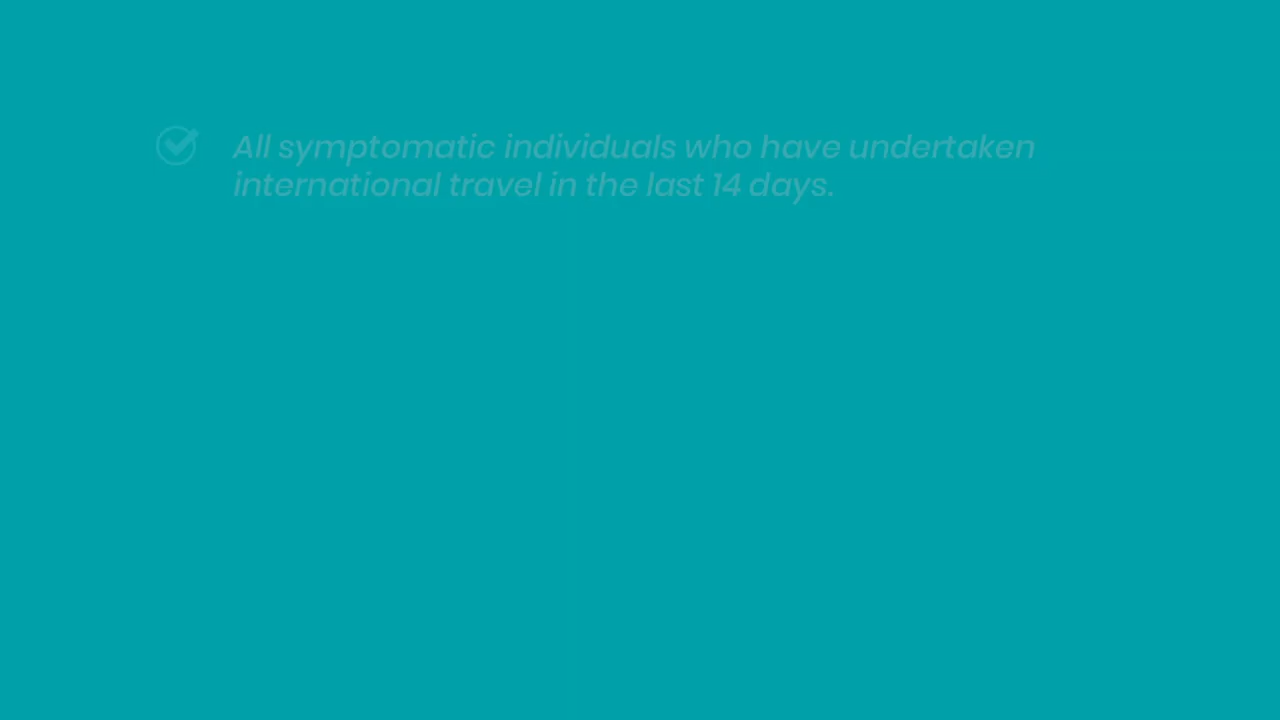 All symptomatic individuals who have undertaken
international travel in the last 14 days.